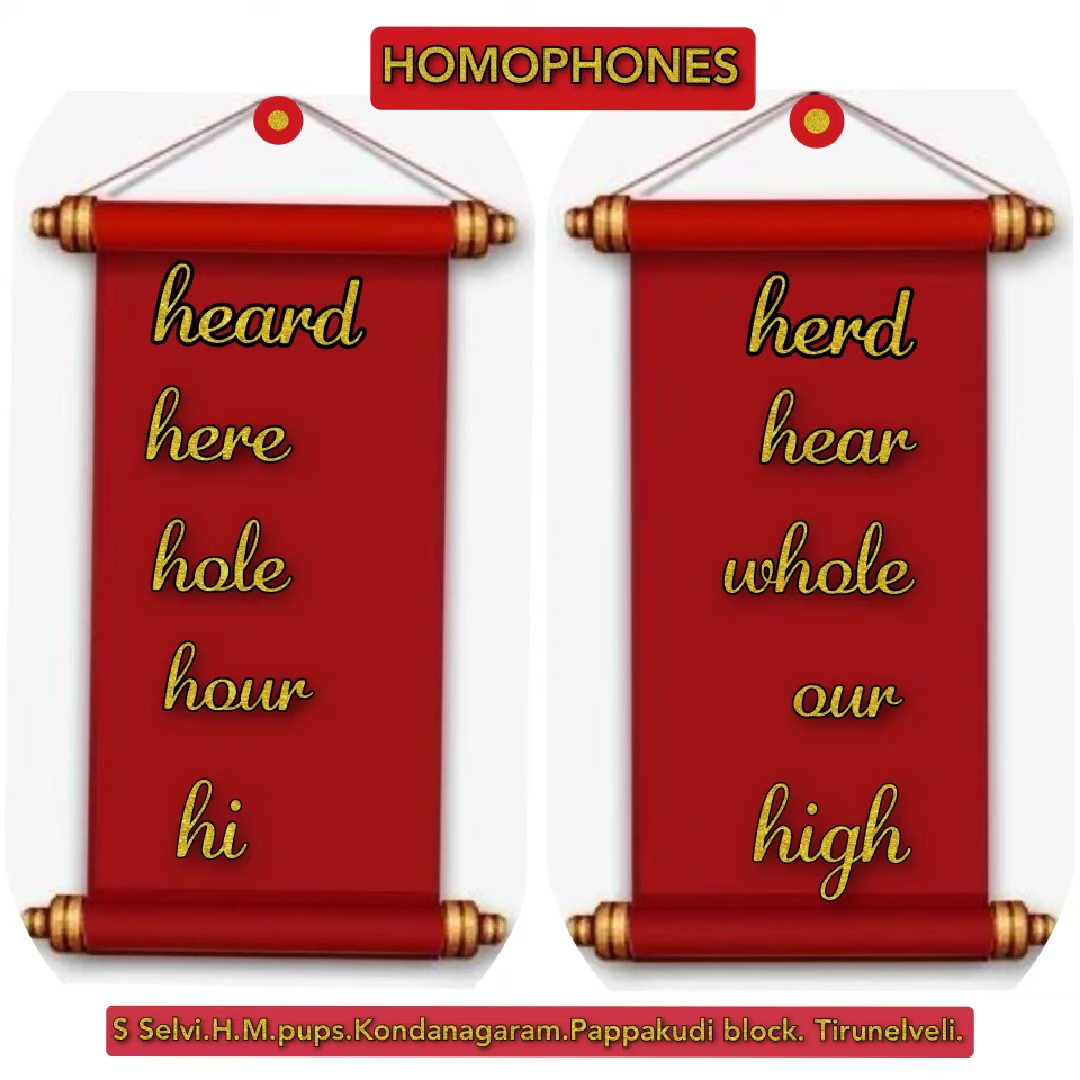 HOMOPHONES
heard
here
hole
hour
hi
herd
hear
whole
our
high
S Selvi.H.M.pups.Kondanagaram.Pappakudi block. Tirunelveli.